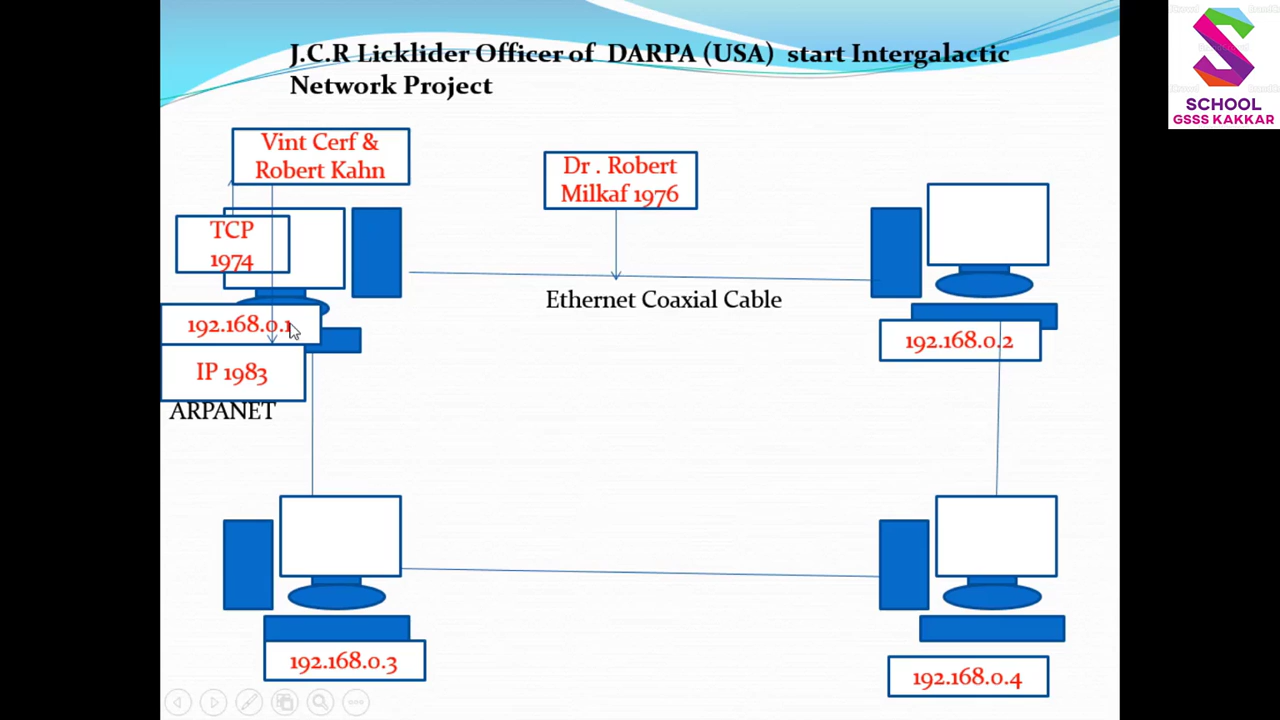 J.C.R Licklider Officer of DARPA (USA) start Intergalactic
Network Project
SCHOOL
GSSS KAKKAR
Vint Cerf &
Robert Kahn
Dr . Robert
Milkaf 1976
TCP
1974
Ethernet Coaxial Cable
192.168.0.1
192.168.0.2
IP 1983
ARPANET
192.168.0.3
192.168.0.4